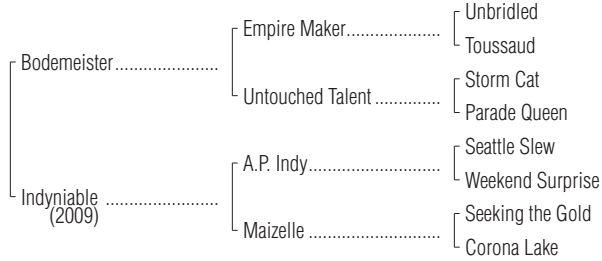 Unbridled
Empire Maker....................
Toussaud
Bodemeister......................
Storm Cat
Untouched Talent ..............
Parade Queen
Seattle Slew
A.P. Indy............................
Weekend Surprise
Indyniable ........................
(2009)
Seeking the Gold
Maizelle ............................
Corona Lake